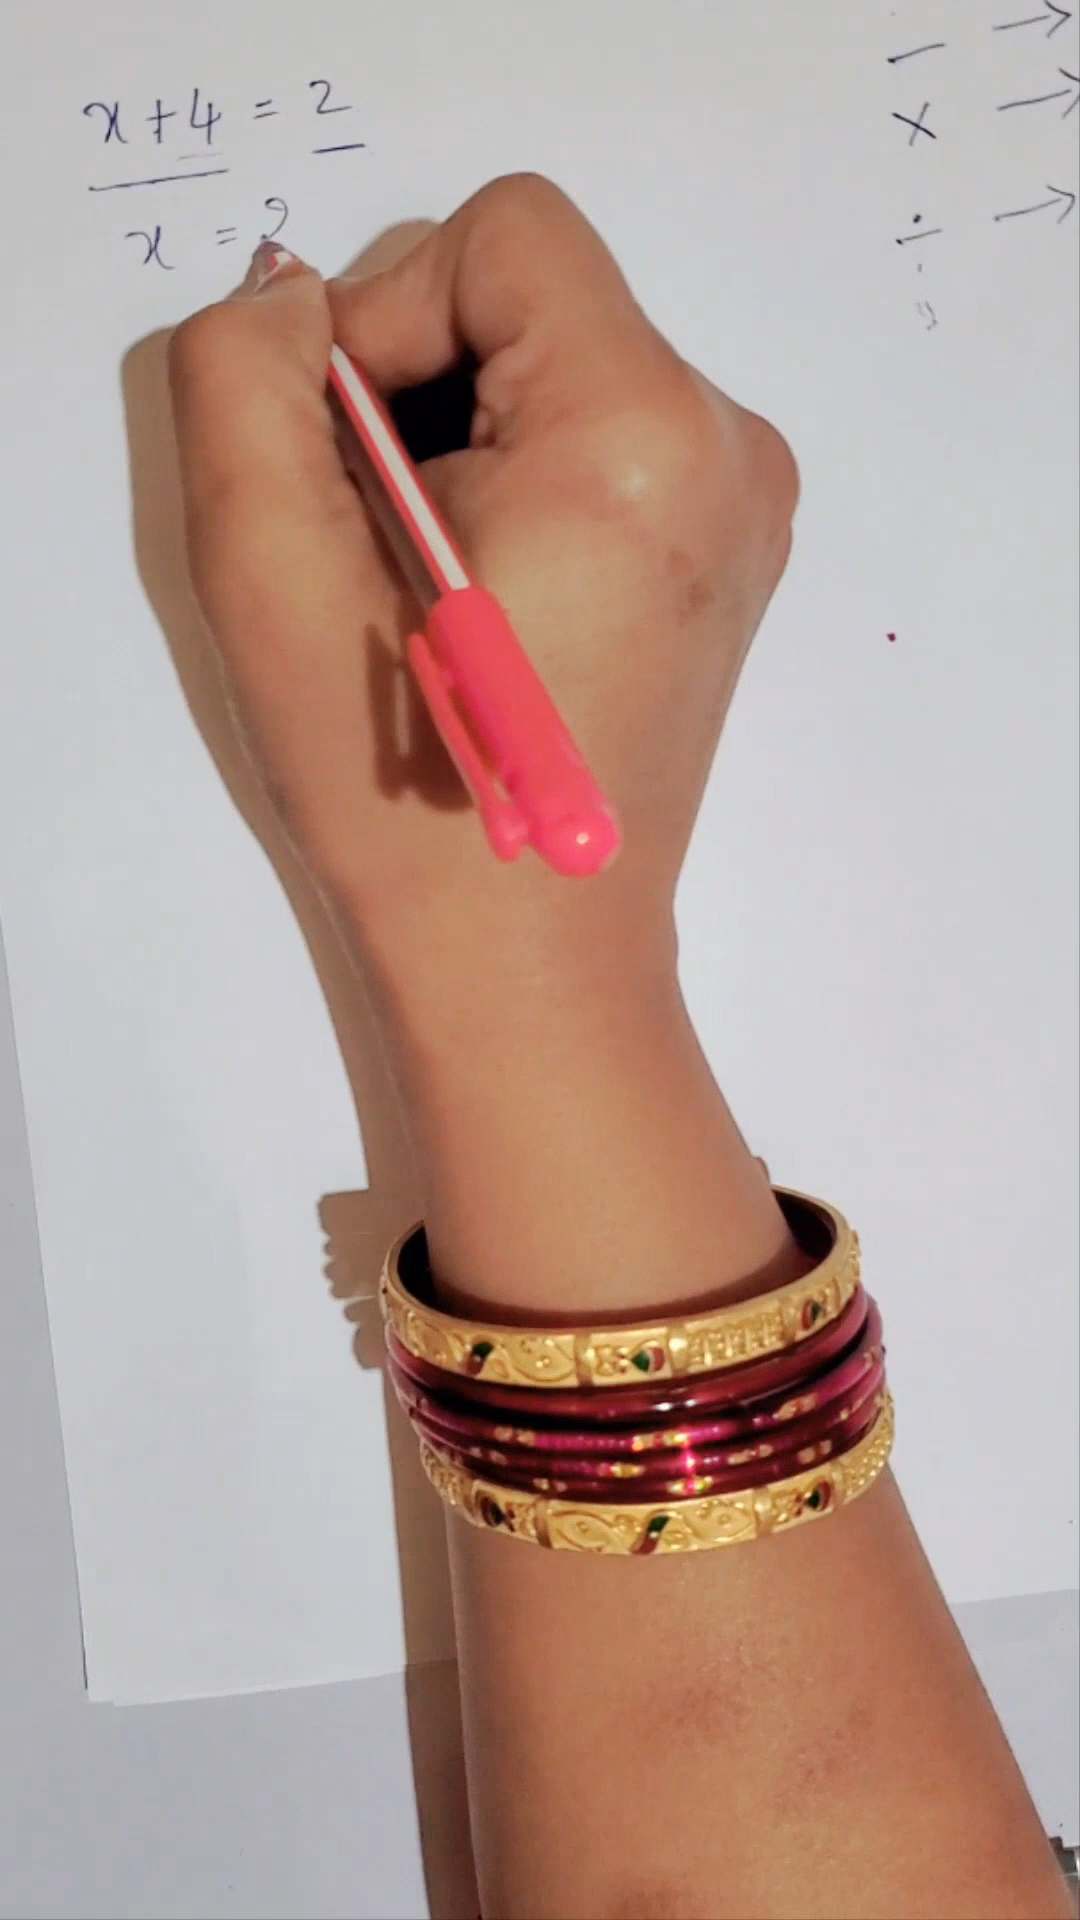 x + 4 = 2
x = 2
- →
× →
÷ →